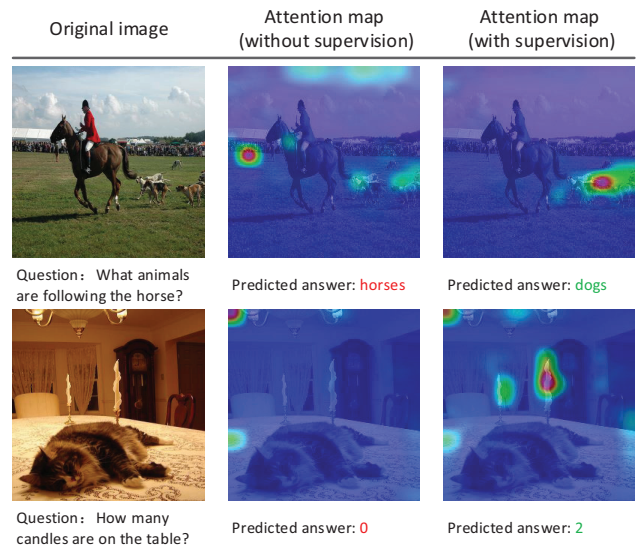 Original image
Attention map
(without supervision)
Attention map
(with supervision)
Question： What animals
are following the horse?
Predicted answer: horses
Predicted answer: dogs
Question： How many
candles are on the table?
Predicted answer: 0
Predicted answer: 2